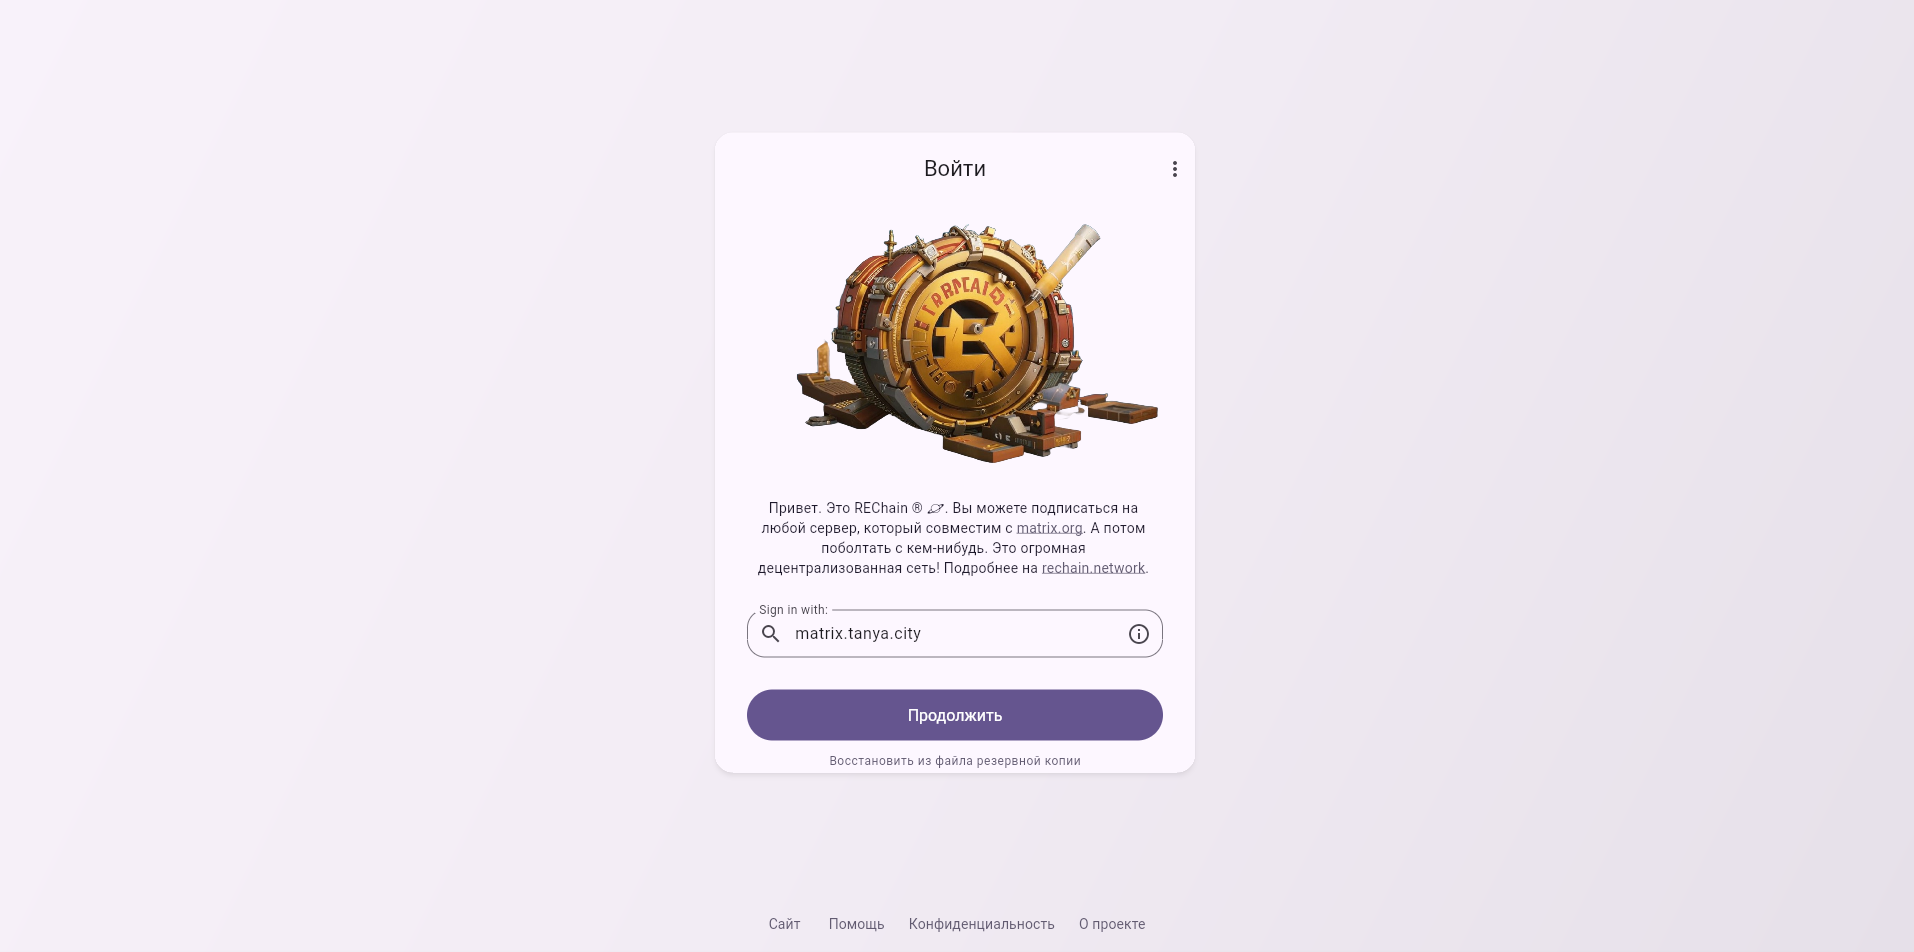 Войти
Привет. Это REChain ® 🪐. Вы можете подписаться на
любой сервер, который совместим с matrix.org. А потом
поболтать с кем-нибудь. Это огромная
децентрализованная сеть! Подробнее на rechain.network.
Sign in with:
matrix.tanya.city
Продолжить
Восстановить из файла резервной копии
Сайт Помощь Конфиденциальность О проекте